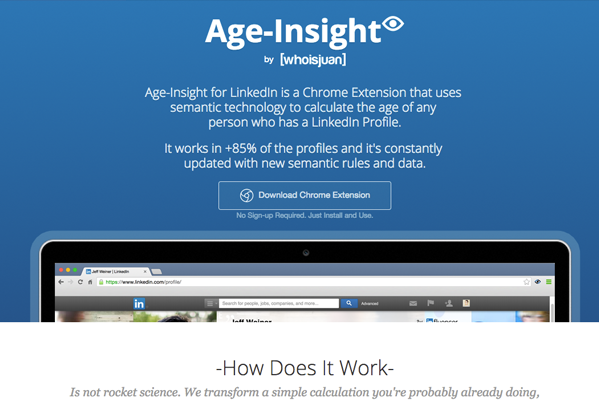 Age-Insight
by [whoisjuan]
Age-Insight for LinkedIn is a Chrome Extension that uses
semantic technology to calculate the age of any
person who has a LinkedIn Profile.
It works in +85% of the profiles and it's constantly
updated with new semantic rules and data.
Download Chrome Extension
No Sign-up Required. Just Install and Use.
Jeff Weiner | LinkedIn
https://www.linkedin.com/profile/
in
Search for people, jobs, companies, and more...
Advanced
Jeff Weiner
-How Does It Work-
Is not rocket science. We transform a simple calculation you're probably already doing,